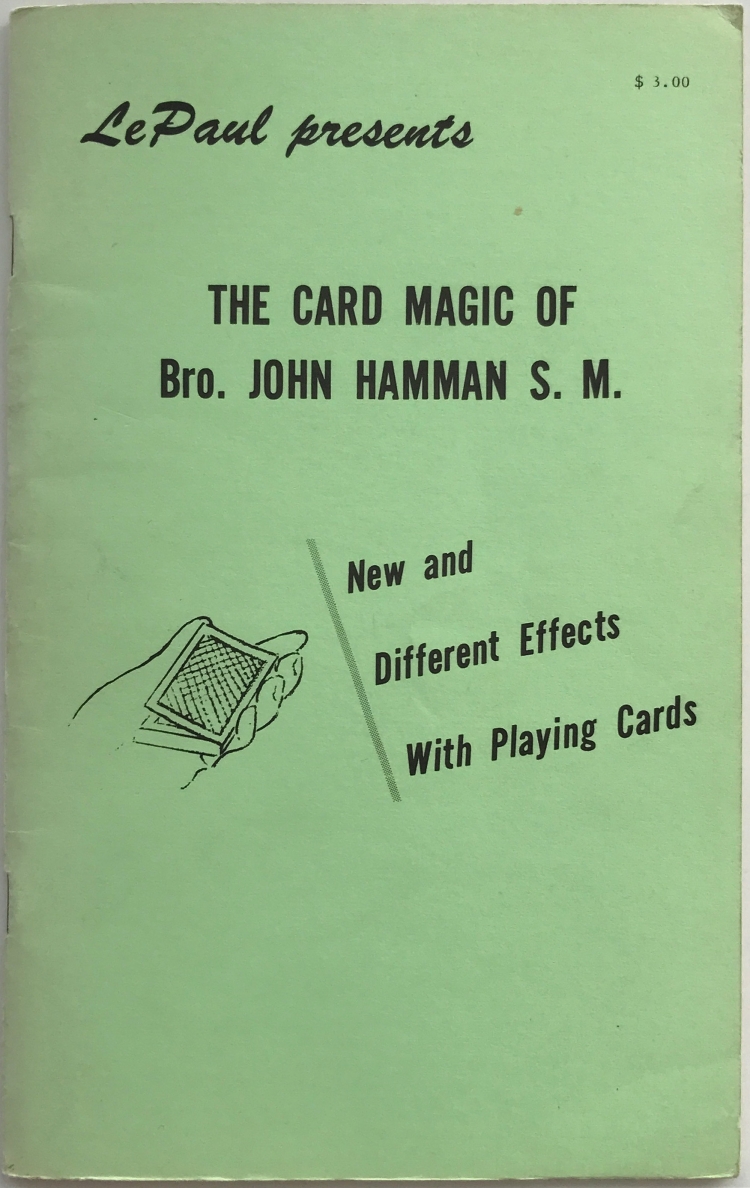 $ 3.00
LePaul presents
THE CARD MAGIC OF
Bro. JOHN HAMMAN S. M.
New and
Different Effects
With Playing Cards